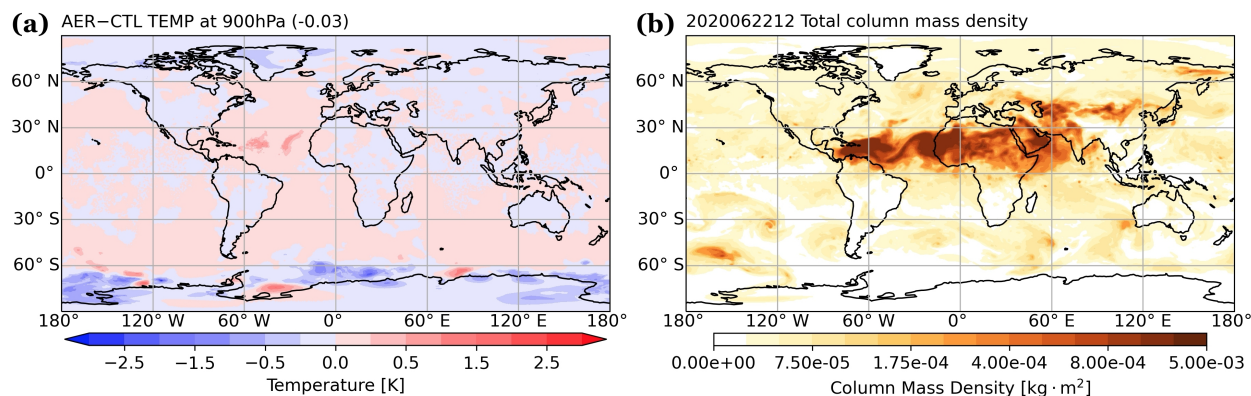 (a) AER−CTL TEMP at 900hPa (-0.03)
60° N
30° N
0°
30° S
60° S
180° 120° W 60° W 0° 60° E 120° E 180°
−2.5 −1.5 −0.5 0.0 0.5 1.5 2.5
Temperature [K]
(b) 2020062212 Total column mass density
60° N
30° N
0°
30° S
60° S
180° 120° W 60° W 0° 60° E 120° E 180°
0.00e+00 7.50e-05 1.75e-04 4.00e-04 8.00e-04 5.00e-03
Column Mass Density [kg · m²]